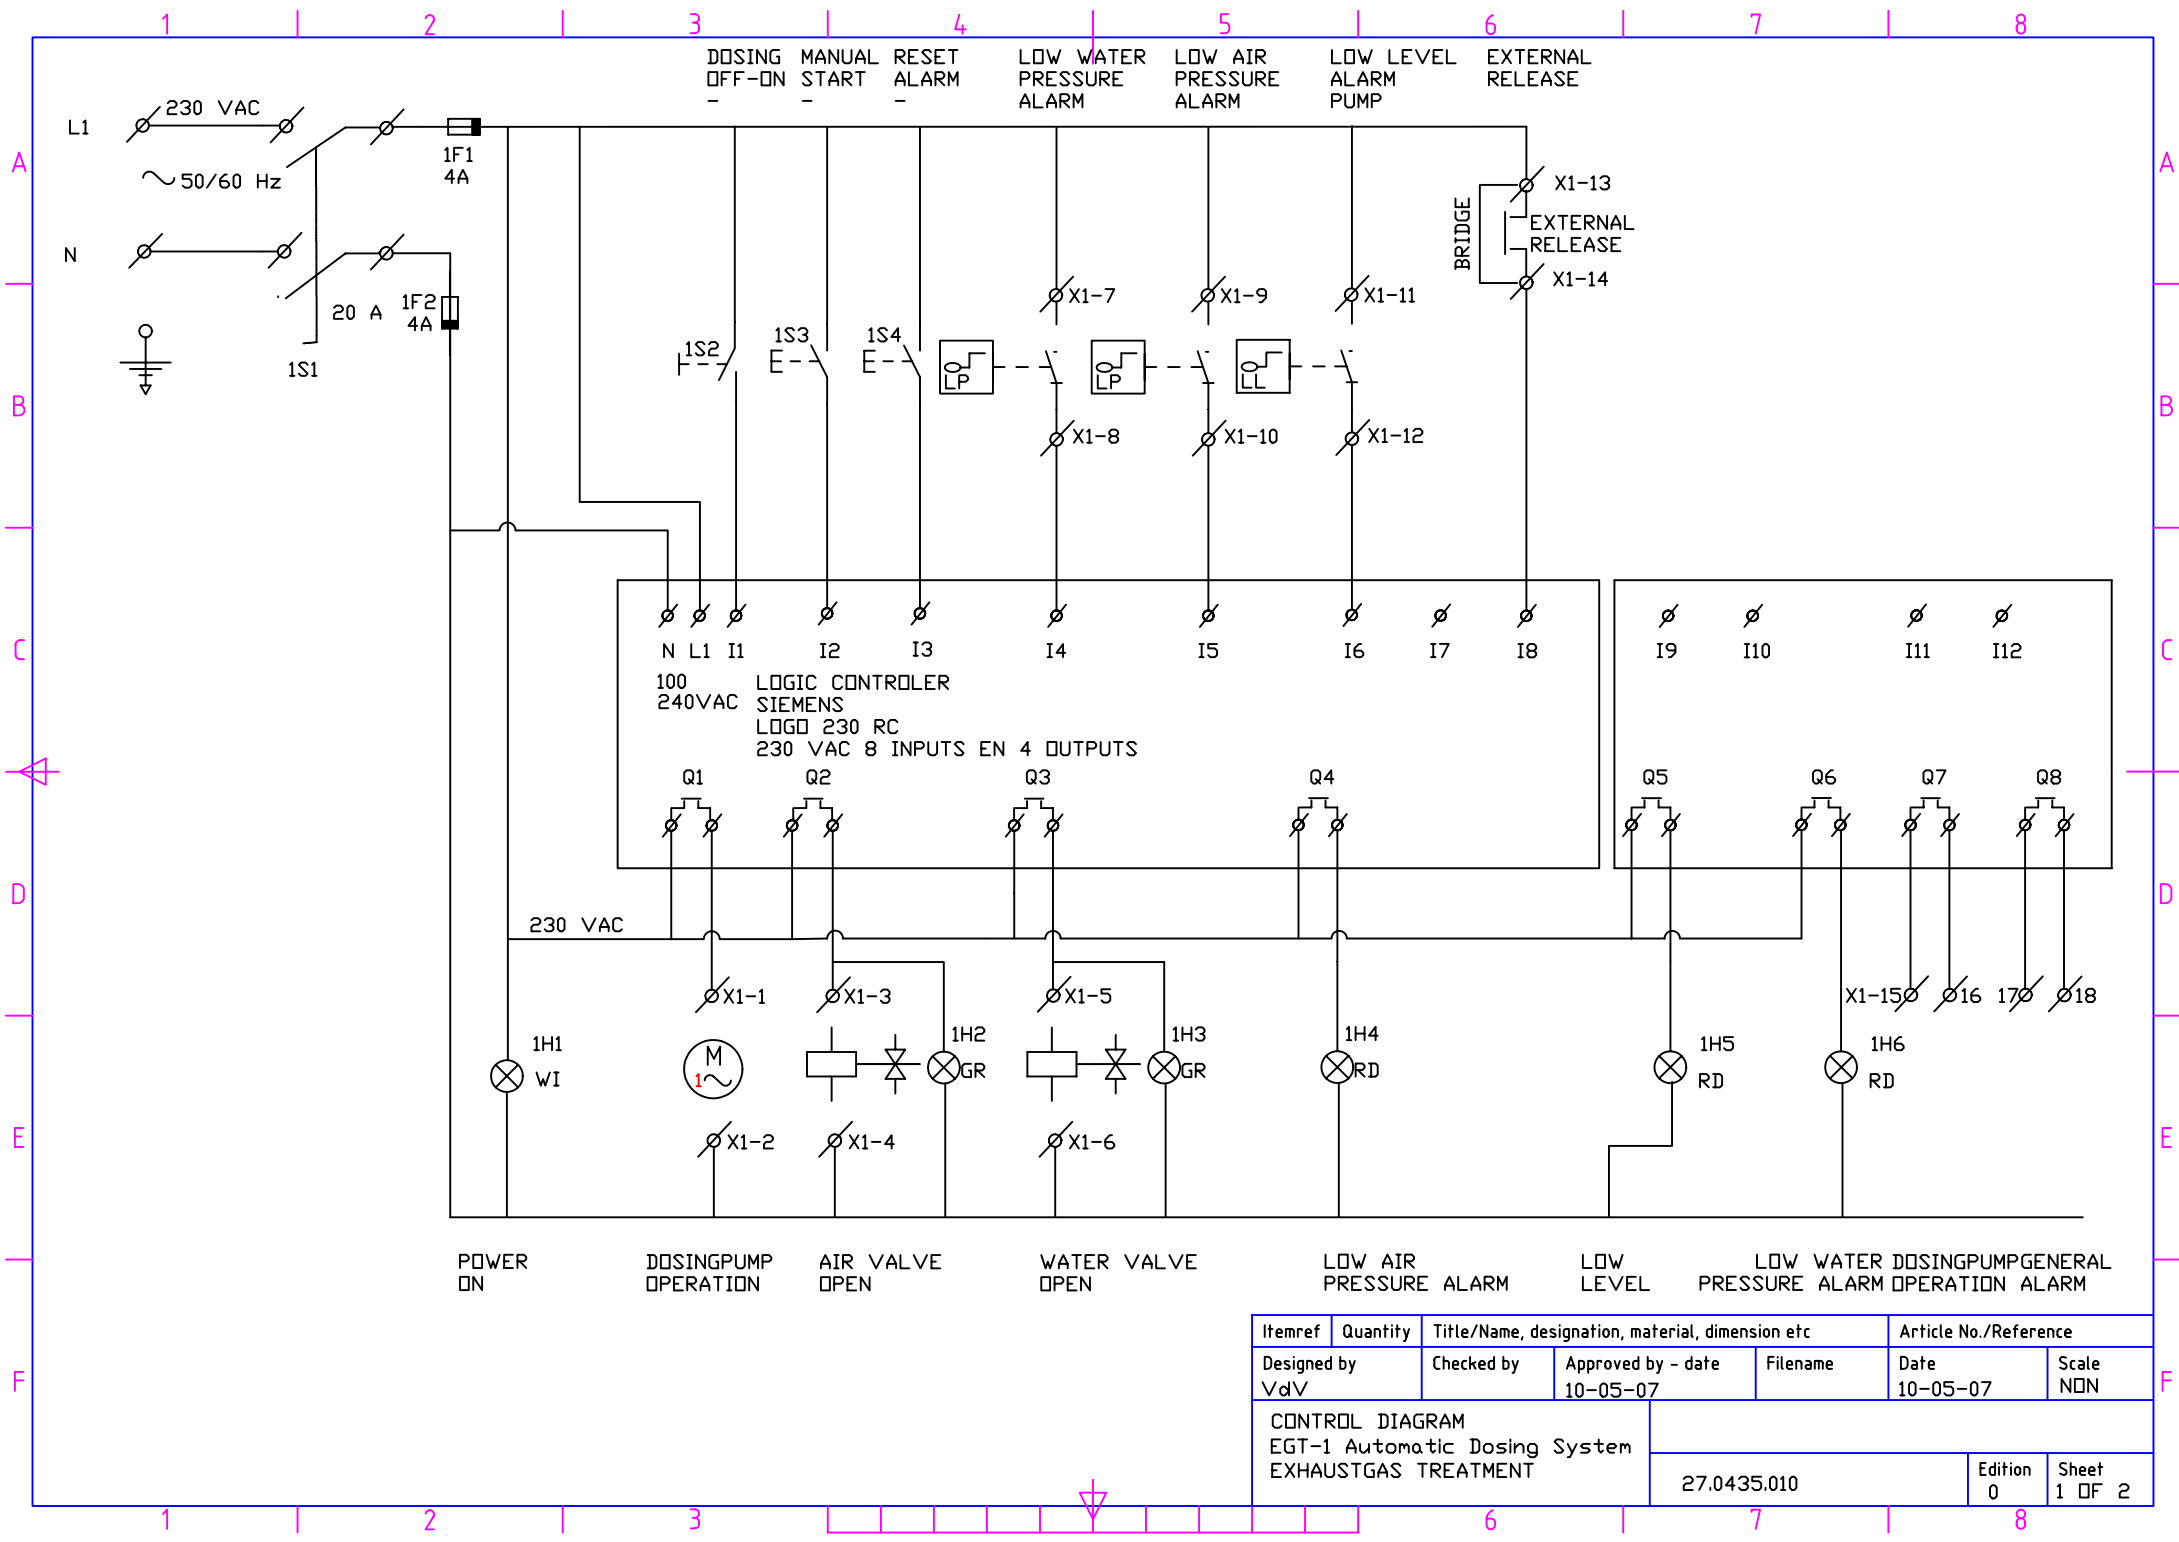 1 2 3 4 5 6 7 8
DOSING
OFF-ON
-
MANUAL
START
-
RESET
ALARM
-
LOW WATER
PRESSURE
ALARM
LOW AIR
PRESSURE
ALARM
LOW LEVEL
ALARM
PUMP
EXTERNAL
RELEASE
L1
230 VAC
50/60 Hz
N
1F1
4A
1F2
4A
20 A
1S1
A
A
BRIDGE
X1-13
EXTERNAL
RELEASE
X1-14
X1-7
X1-9
X1-11
1S2
1S3
1S4
LP
LP
LL
B
B
X1-8
X1-10
X1-12
C
C
N L1 I1 I2 I3 I4 I5 I6 I7 I8 I9 I10 I11 I12
100
240VAC
LOGIC CONTROLER
SIEMENS
LOGO 230 RC
230 VAC 8 INPUTS EN 4 OUTPUTS
Q1 Q2 Q3 Q4 Q5 Q6 Q7 Q8
D
D
230 VAC
X1-1
X1-3
X1-5
X1-15
16
17
18
1H1
WI
M
1
1H2
GR
1H3
GR
1H4
RD
1H5
RD
1H6
RD
E
E
X1-2
X1-4
X1-6
POWER
ON
DOSINGPUMP
OPERATION
AIR VALVE
OPEN
WATER VALVE
OPEN
LOW AIR
PRESSURE ALARM
LOW
LEVEL
LOW WATER
PRESSURE ALARM
DOSINGPUMP
OPERATION
GENERAL
ALARM
F
F
Itemref Quantity Title/Name, designation, material, dimension etc Article No./Reference
Designed by
VdV
Checked by
Approved by - date
10-05-07
Filename
Date
10-05-07
Scale
NON
CONTROL DIAGRAM
EGT-1 Automatic Dosing System
EXHAUSTGAS TREATMENT
27.0435.010
Edition
0
Sheet
1 OF 2
1 2 3 6 7 8